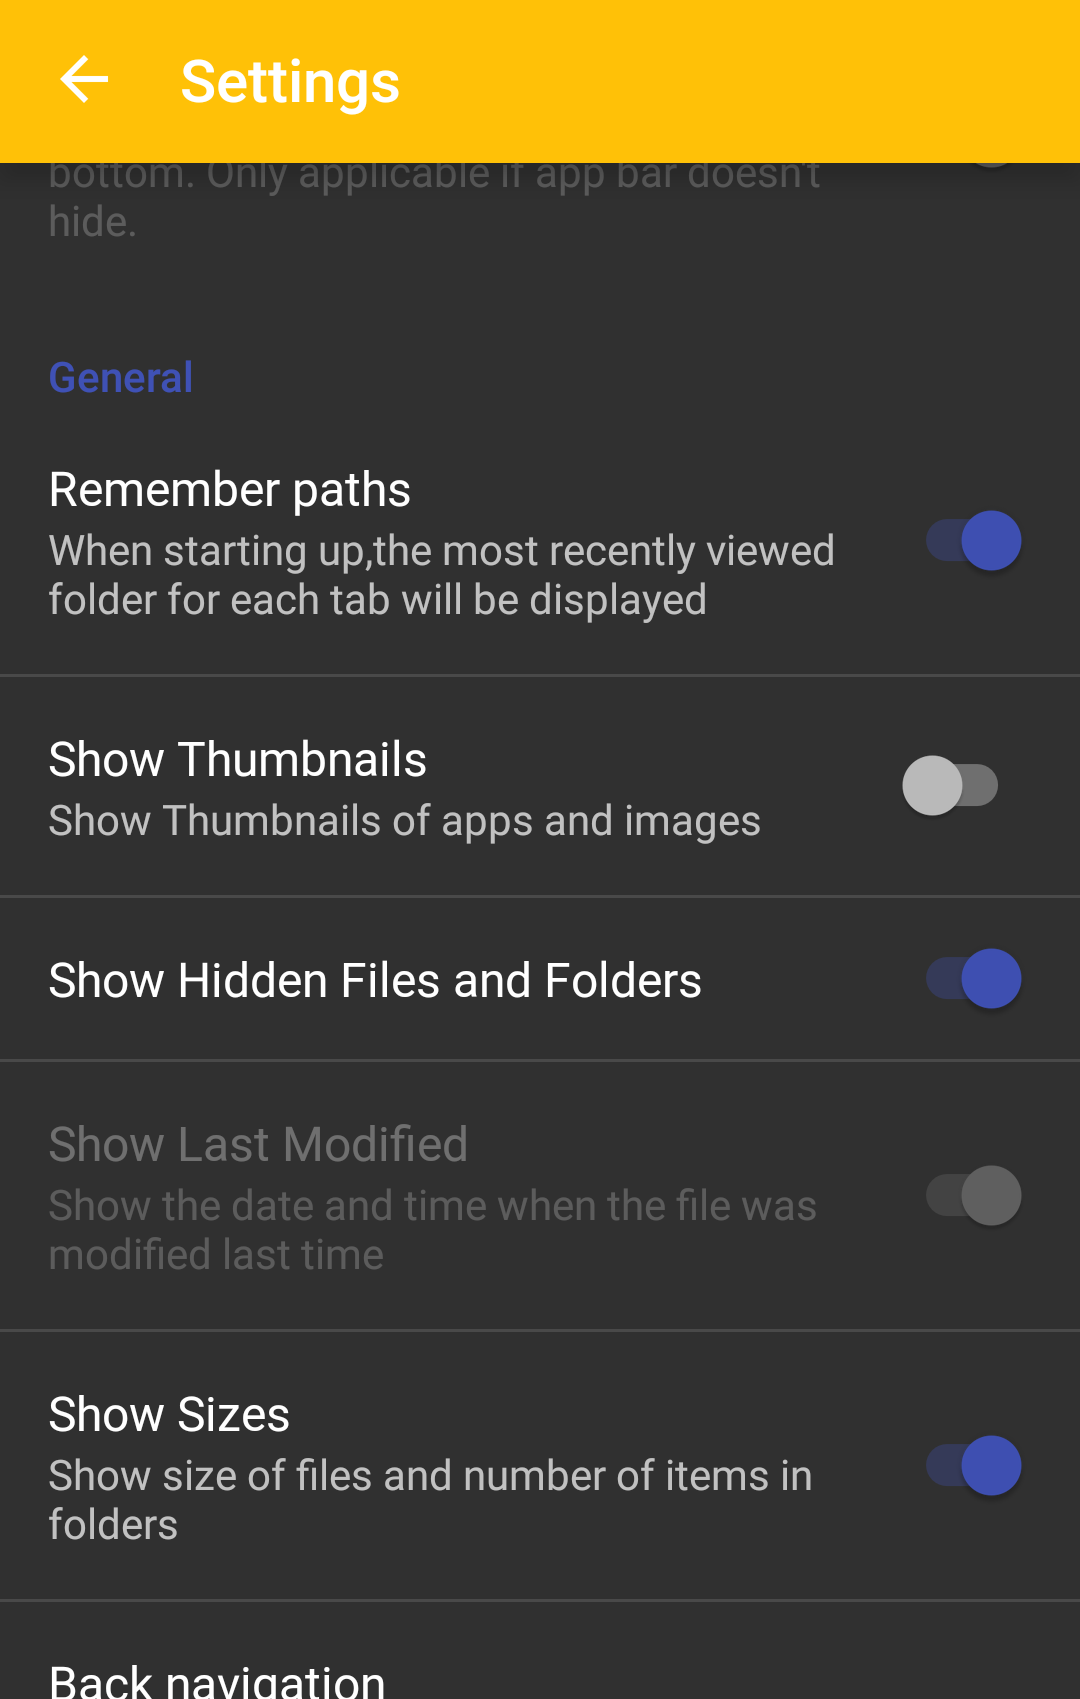 Settings
bottom. Only applicable if app bar doesn't
hide.
General
Remember paths
When starting up,the most recently viewed
folder for each tab will be displayed
Show Thumbnails
Show Thumbnails of apps and images
Show Hidden Files and Folders
Show Last Modified
Show the date and time when the file was
modified last time
Show Sizes
Show size of files and number of items in
folders
Back navigation